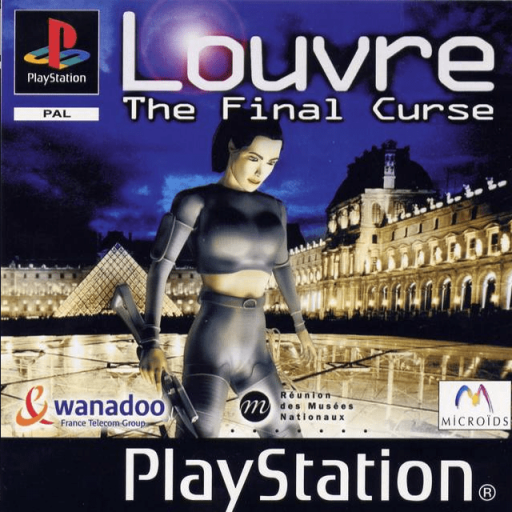 PlayStation
PAL
Louvre
The Final Curse
wanadoo
France Telecom Group
m
Réunion
des Musées
Nationaux
MICROÏDS
PlayStation®